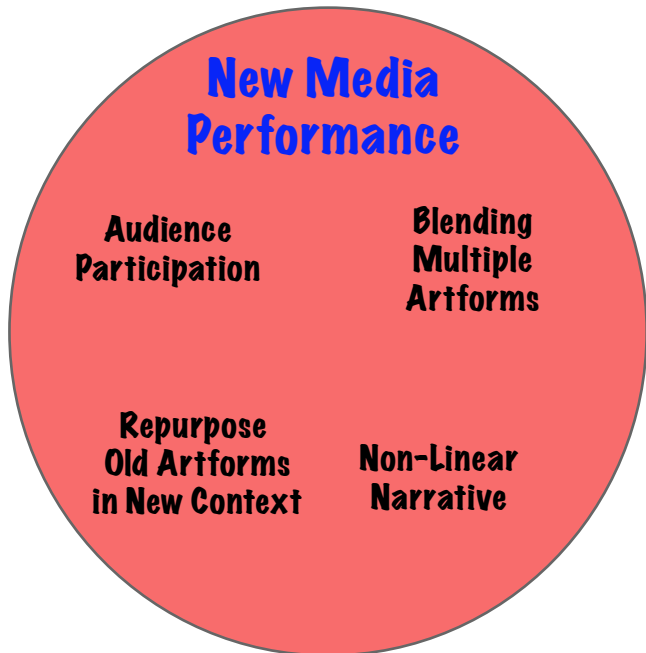 New Media
Performance
Audience
Participation
Blending
Multiple
Artforms
Repurpose
Old Artforms
in New Context
Non-Linear
Narrative